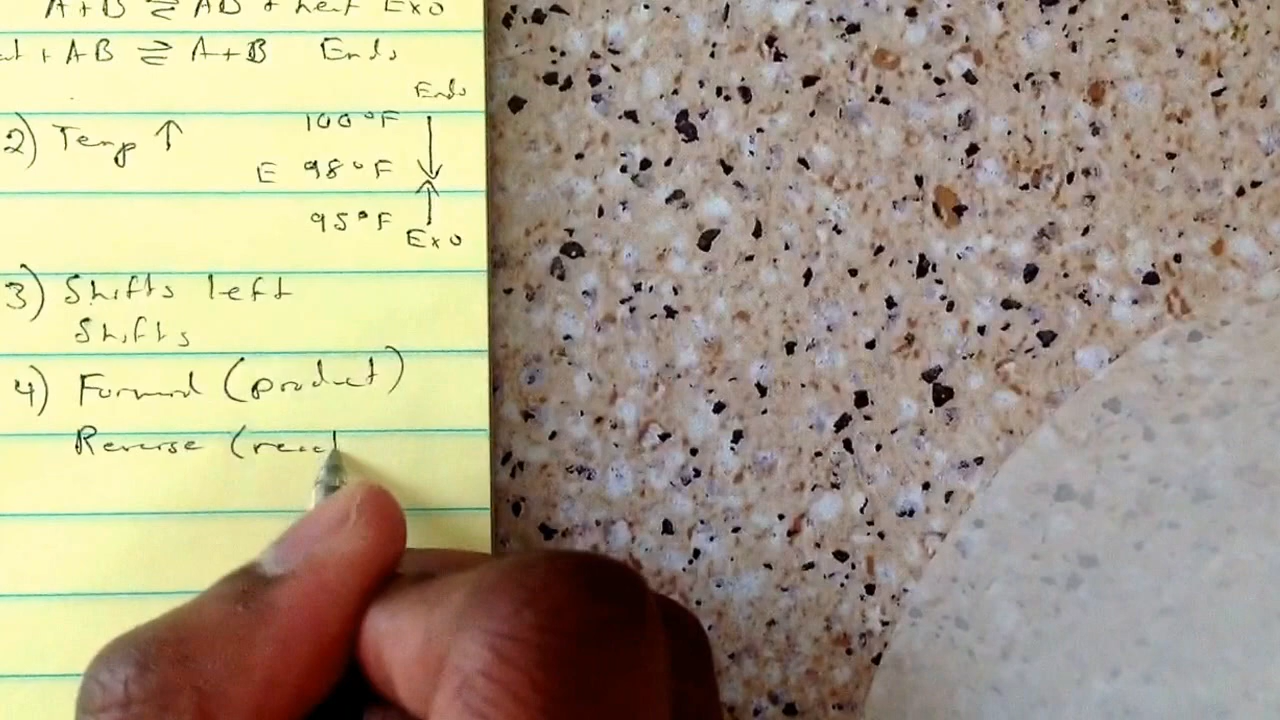 A+B ⇌ AB + heat Exo
at + AB ⇌ A+B Endo
Endo
2) Temp ↑ 100°F
E 98°F
95°F Exo
3) Shifts left
Shifts
4) Forward (product)
Reverse (reac